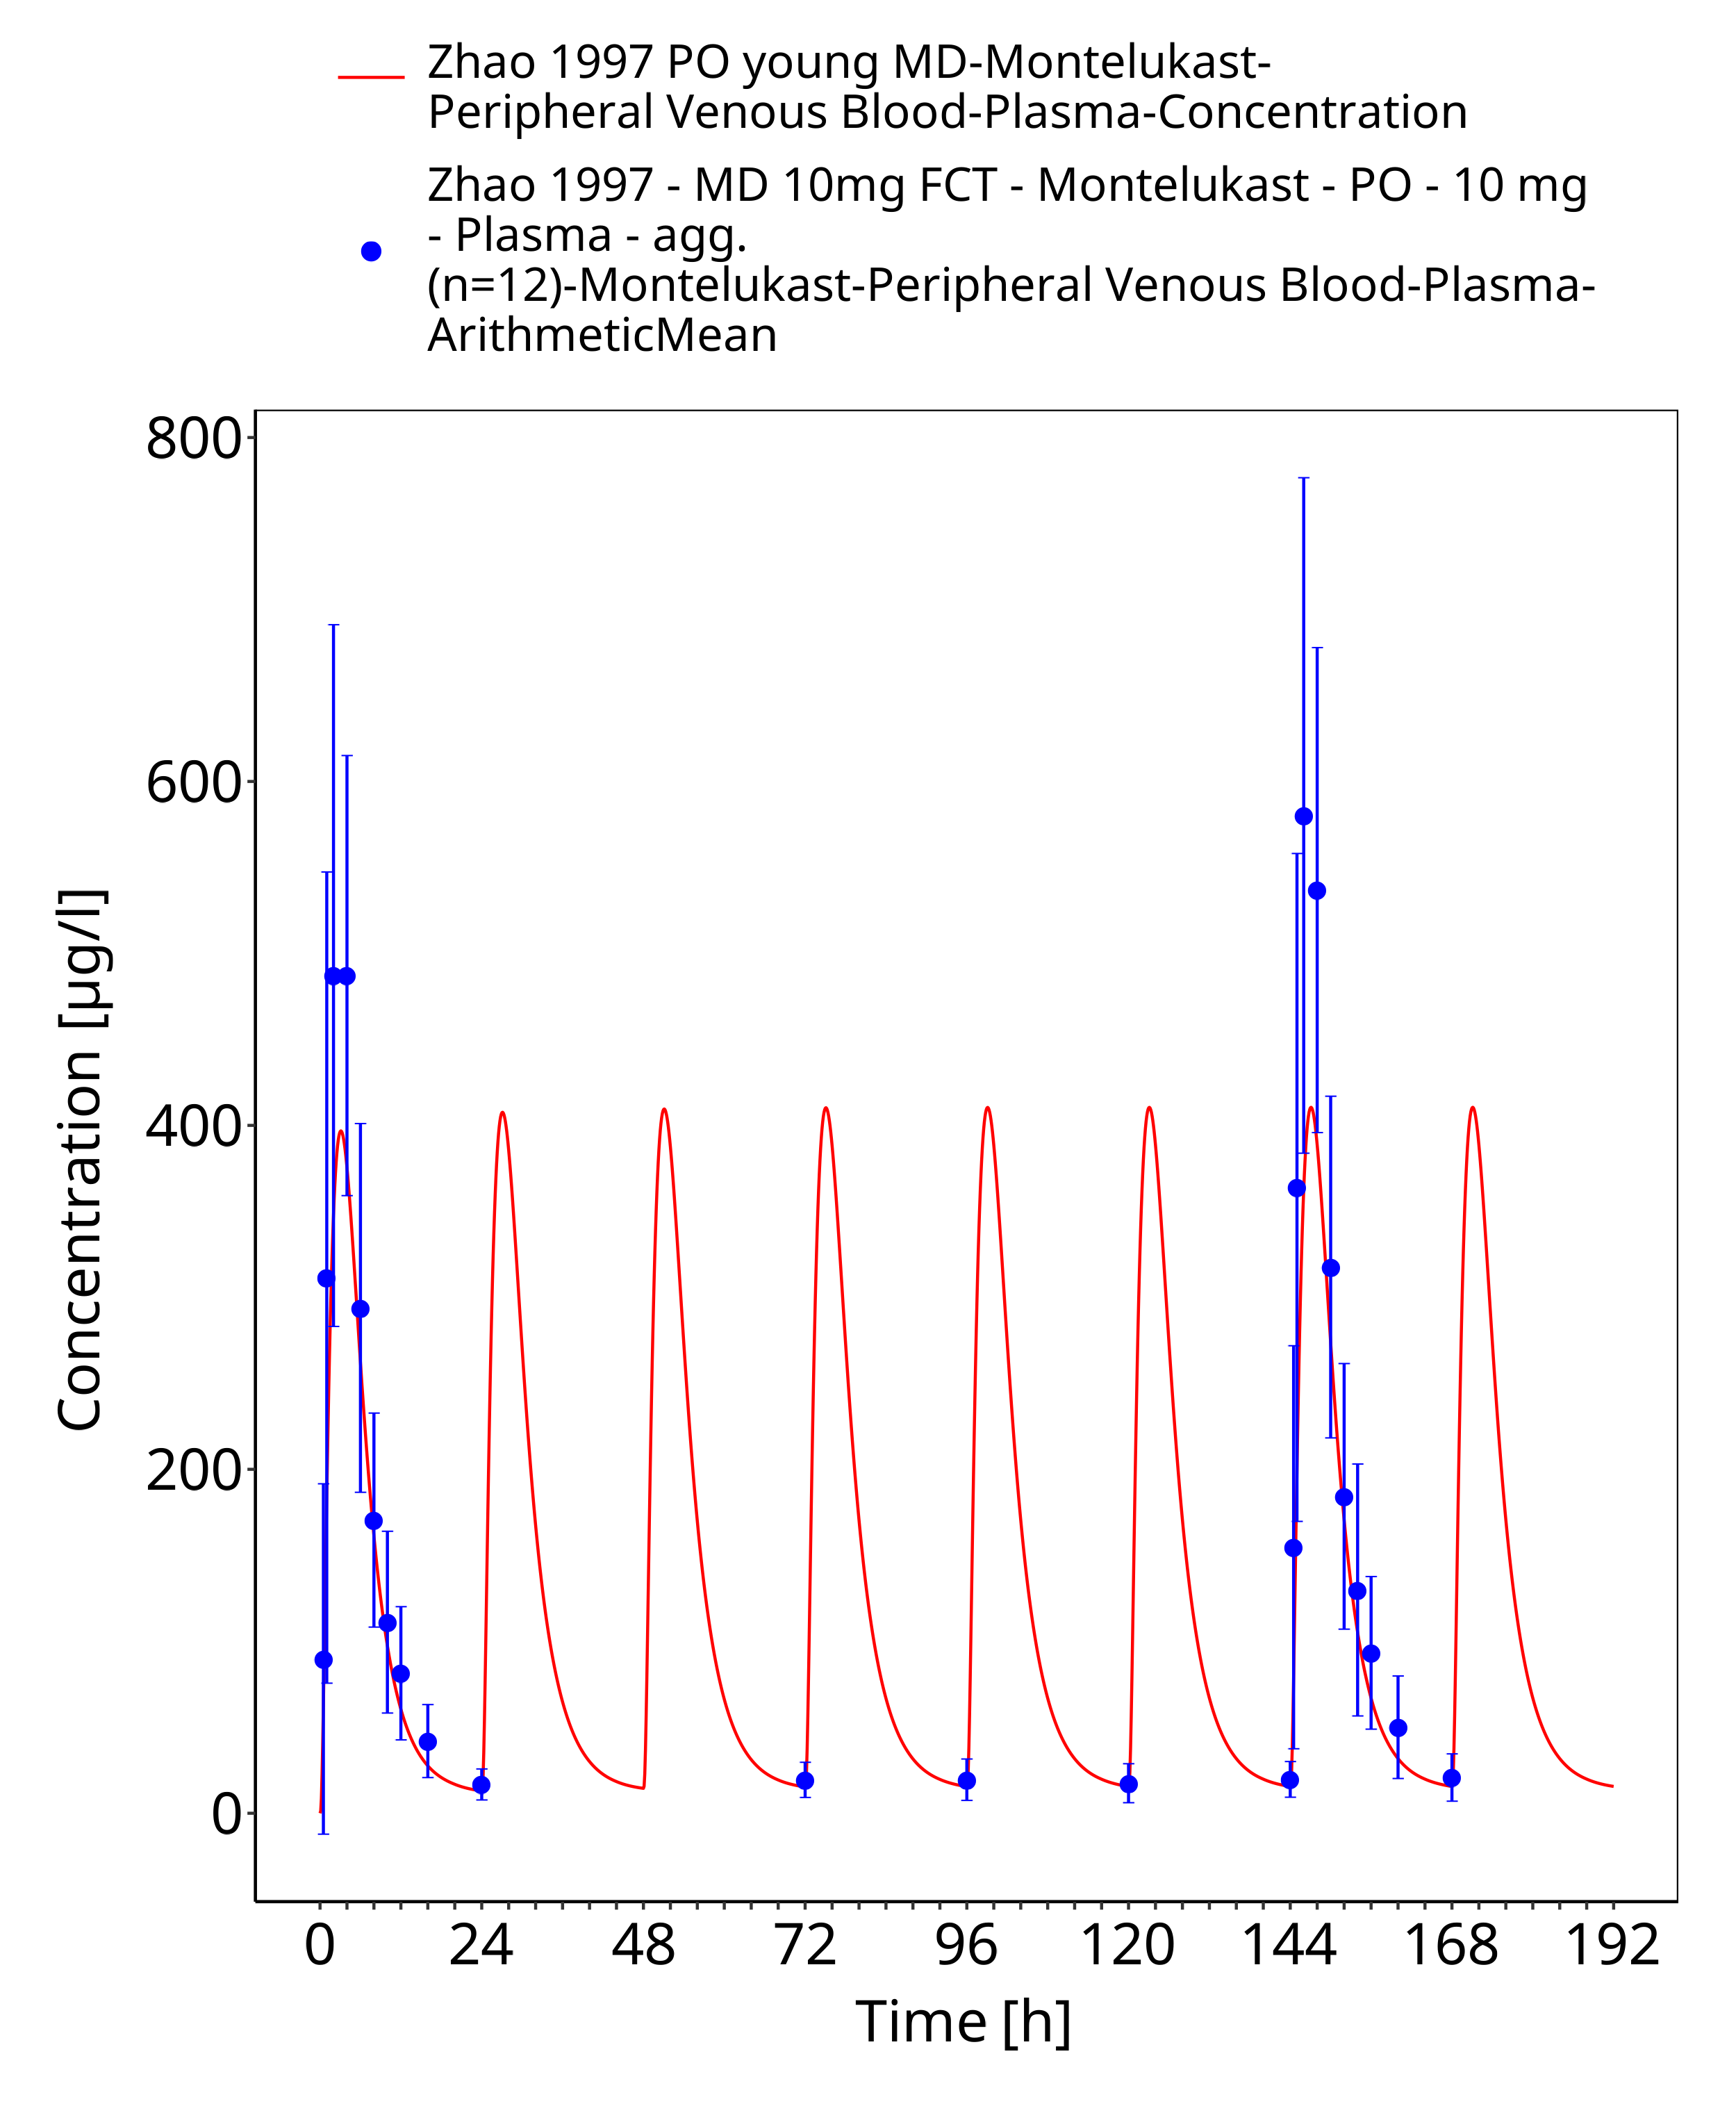 Zhao 1997 PO young MD-Montelukast-
Peripheral Venous Blood-Plasma-Concentration
Zhao 1997 - MD 10mg FCT - Montelukast - PO - 10 mg
- Plasma - agg.
(n=12)-Montelukast-Peripheral Venous Blood-Plasma-
ArithmeticMean
800
600
400
200
0
Concentration [µg/l]
0 24 48 72 96 120 144 168 192
Time [h]